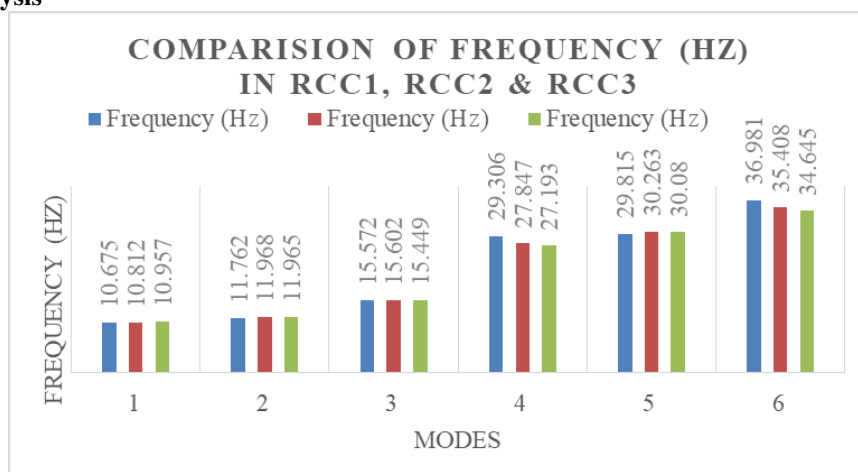 ysis
COMPARISION OF FREQUENCY (HZ)
IN RCC1, RCC2 & RCC3
Frequency (Hz) Frequency (Hz) Frequency (Hz)
FREQUENCY (HZ)
10.675
10.812
10.957
11.762
11.968
11.965
15.572
15.602
15.449
29.306
27.847
27.193
29.815
30.263
30.08
36.981
35.408
34.645
1 2 3 4 5 6
MODES